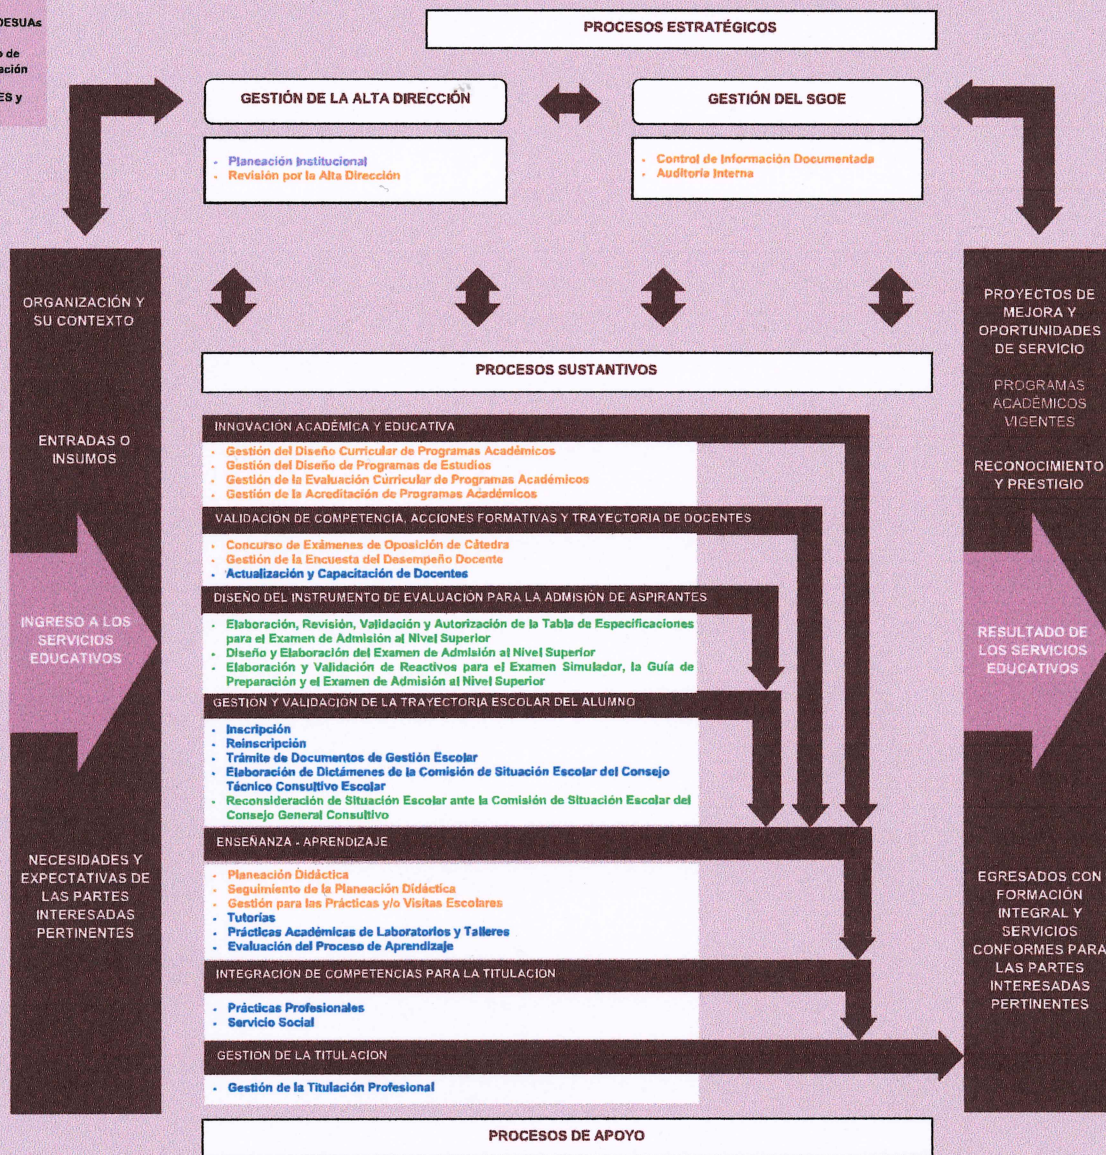 DESUAs
de
ación
ES y
PROCESOS ESTRATÉGICOS
GESTIÓN DE LA ALTA DIRECCIÓN
GESTIÓN DEL SGOE
- Planeación Institucional
- Revisión por la Alta Dirección
- Control de Información Documentada
- Auditoría Interna
ORGANIZACIÓN Y
SU CONTEXTO
ENTRADAS O
INSUMOS
INGRESO A LOS
SERVICIOS
EDUCATIVOS
NECESIDADES Y
EXPECTATIVAS DE
LAS PARTES
INTERESADAS
PERTINENTES
PROCESOS SUSTANTIVOS
INNOVACIÓN ACADÉMICA Y EDUCATIVA
- Gestión del Diseño Curricular de Programas Académicos
- Gestión del Diseño de Programas de Estudios
- Gestión de la Evaluación Curricular de Programas Académicos
- Gestión de la Acreditación de Programas Académicos
VALIDACIÓN DE COMPETENCIA, ACCIONES FORMATIVAS Y TRAYECTORIA DE DOCENTES
- Concurso de Exámenes de Oposición de Cátedra
- Gestión de la Encuesta del Desempeño Docente
- Actualización y Capacitación de Docentes
DISEÑO DEL INSTRUMENTO DE EVALUACIÓN PARA LA ADMISIÓN DE ASPIRANTES
- Elaboración, Revisión, Validación y Autorización de la Tabla de Especificaciones
para el Examen de Admisión al Nivel Superior
- Diseño y Elaboración del Examen de Admisión al Nivel Superior
- Elaboración y Validación de Reactivos para el Examen Simulador, la Guía de
Preparación y el Examen de Admisión al Nivel Superior
GESTIÓN Y VALIDACIÓN DE LA TRAYECTORIA ESCOLAR DEL ALUMNO
- Inscripción
- Reinscripción
- Trámite de Documentos de Gestión Escolar
- Elaboración de Dictámenes de la Comisión de Situación Escolar del Consejo
Técnico Consultivo Escolar
- Reconsideración de Situación Escolar ante la Comisión de Situación Escolar del
Consejo General Consultivo
ENSEÑANZA - APRENDIZAJE
- Planeación Didáctica
- Seguimiento de la Planeación Didáctica
- Gestión para las Prácticas y/o Visitas Escolares
- Tutorías
- Prácticas Académicas de Laboratorios y Talleres
- Evaluación del Proceso de Aprendizaje
INTEGRACIÓN DE COMPETENCIAS PARA LA TITULACIÓN
- Prácticas Profesionales
- Servicio Social
GESTIÓN DE LA TITULACIÓN
- Gestión de la Titulación Profesional
PROYECTOS DE
MEJORA Y
OPORTUNIDADES
DE SERVICIO
PROGRAMAS
ACADÉMICOS
VIGENTES
RECONOCIMIENTO
Y PRESTIGIO
RESULTADO DE
LOS SERVICIOS
EDUCATIVOS
EGRESADOS CON
FORMACIÓN
INTEGRAL Y
SERVICIOS
CONFORMES PARA
LAS PARTES
INTERESADAS
PERTINENTES
PROCESOS DE APOYO